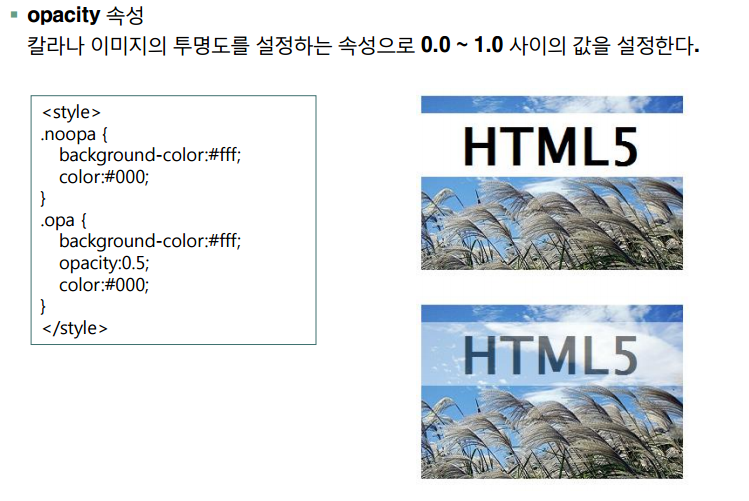 opacity 속성
칼라나 이미지의 투명도를 설정하는 속성으로 0.0 ~ 1.0 사이의 값을 설정한다.
<style>
.noopa {
background-color:#fff;
color:#000;
}
.opa {
background-color:#fff;
opacity:0.5;
color:#000;
}
</style>
HTML5
HTML5